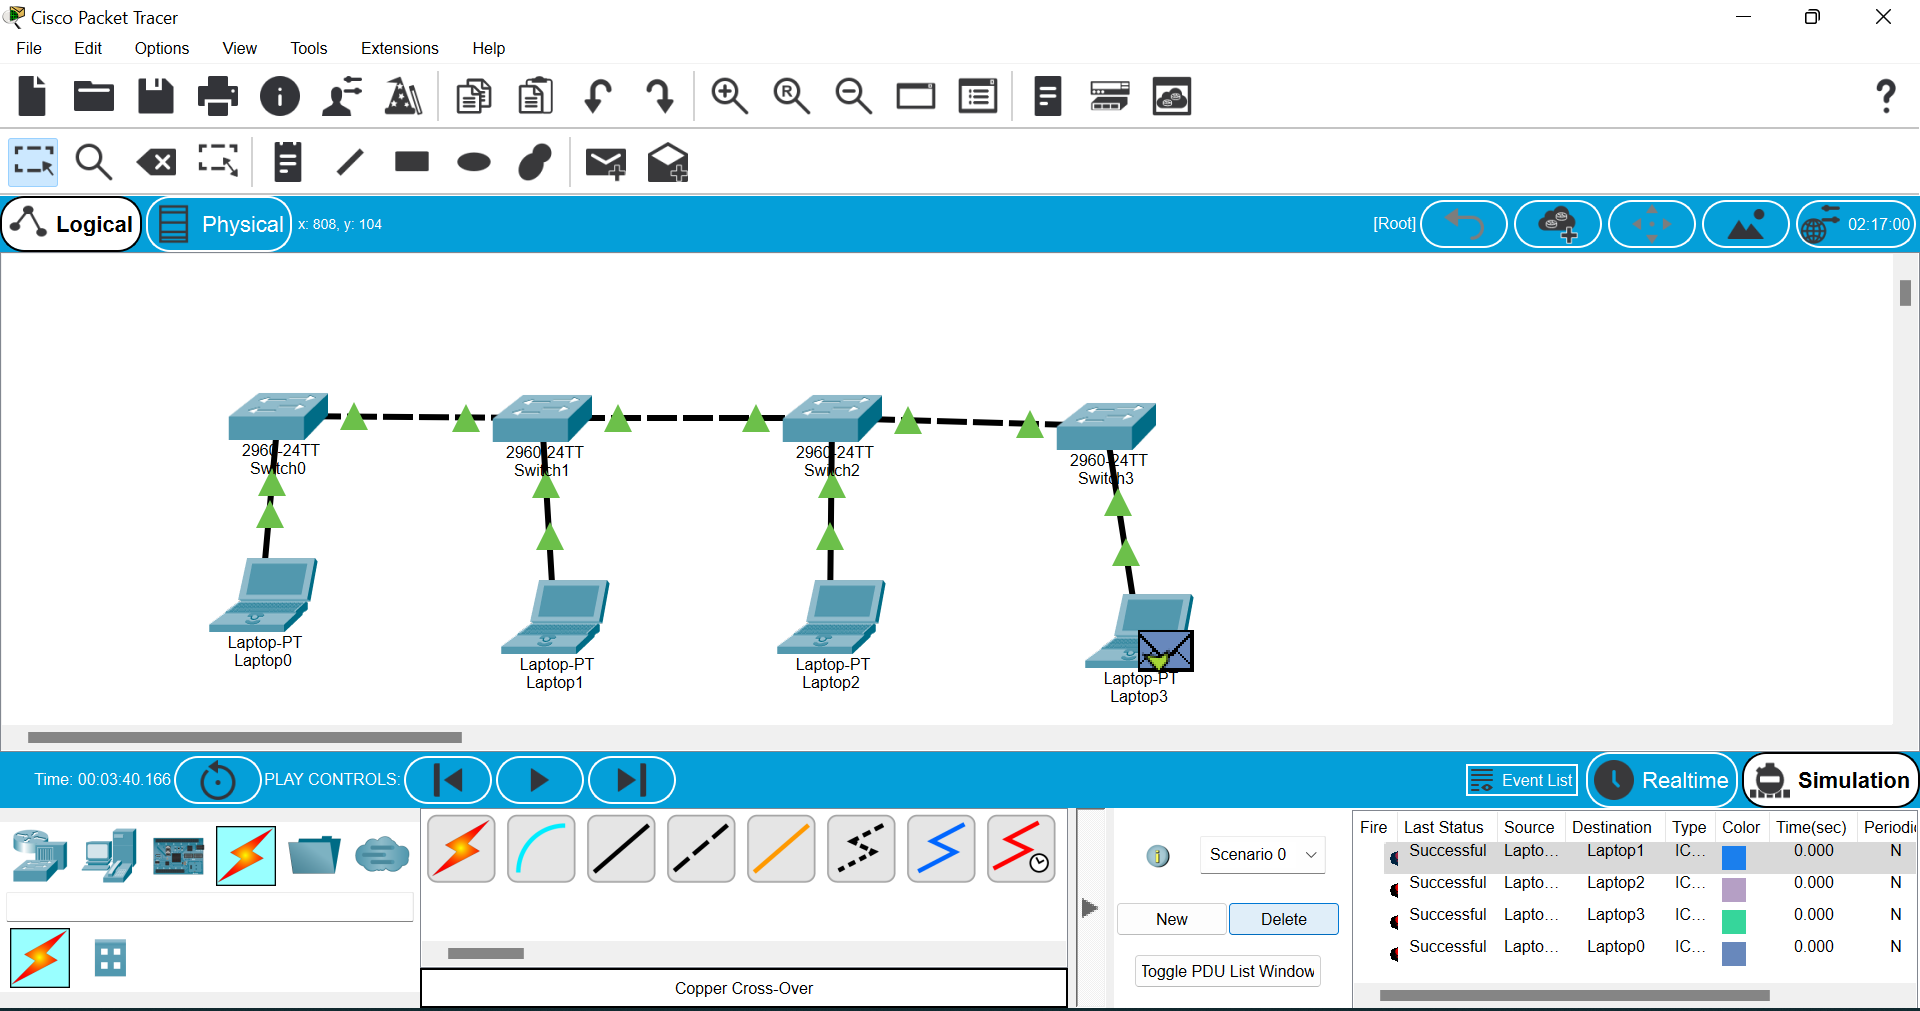 Cisco Packet Tracer
File Edit Options View Tools Extensions Help
Logical Physical x: 808, y: 104 [Root] 02:17:00
2960-24TT
Switch0
2960-24TT
Switch1
2960-24TT
Switch2
2960-24TT
Switch3
Laptop-PT
Laptop0
Laptop-PT
Laptop1
Laptop-PT
Laptop2
Laptop-PT
Laptop3
Time: 00:03:40.166 PLAY CONTROLS: Event List Realtime Simulation
Scenario 0
New Delete
Toggle PDU List Window
Copper Cross-Over
Fire Last Status Source Destination Type Color Time(sec) Periodic
Successful Lapto... Laptop1 IC... 0.000 N
Successful Lapto... Laptop2 IC... 0.000 N
Successful Lapto... Laptop3 IC... 0.000 N
Successful Lapto... Laptop0 IC... 0.000 N